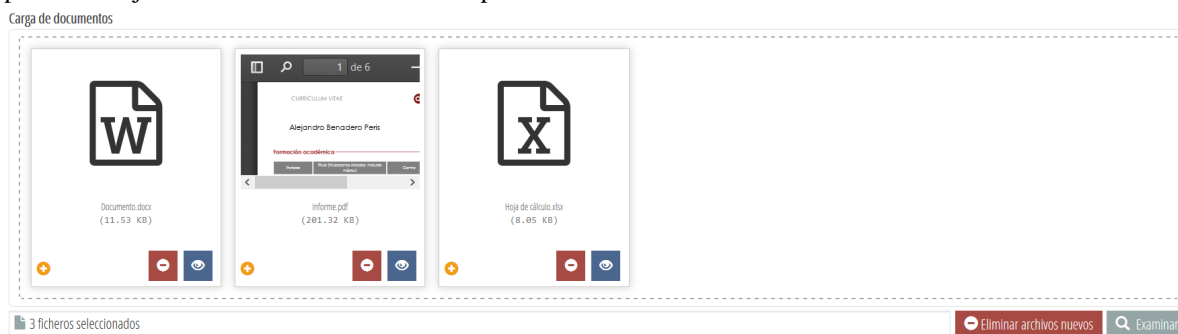 Carga de documentos
1 de 6
CURRÍCULUM VITAE
Alejandro Benadero Peris
Formación académica
W
X
Documento.docx
(11.53 KB)
Informe.pdf
(201.32 KB)
Hoja de cálculo.xlsx
(8.05 KB)
3 ficheros seleccionados
Eliminar archivos nuevos
Examinar